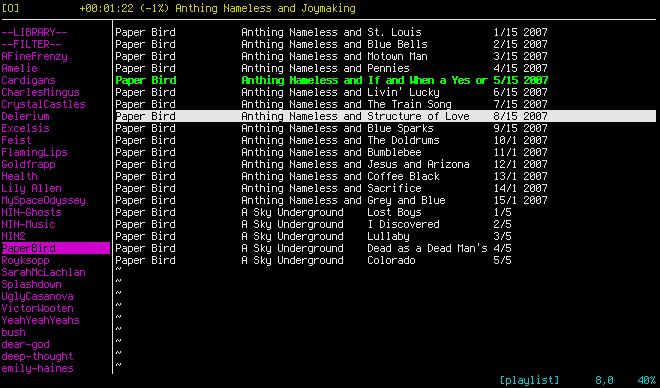 [O] +00:01:22 (-1%) Anthing Nameless and Joymaking
--LIBRARY-- Paper Bird Anthing Nameless and St. Louis 1/15 2007
--FILTER-- Paper Bird Anthing Nameless and Blue Bells 2/15 2007
AFineFrenzy Paper Bird Anthing Nameless and Motown Man 3/15 2007
Amelie Paper Bird Anthing Nameless and Pennies 4/15 2007
Cardigans Paper Bird Anthing Nameless and If and When a Yes or 5/15 2007
CharlesMingus Paper Bird Anthing Nameless and Livin' Lucky 6/15 2007
CrystalCastles Paper Bird Anthing Nameless and The Train Song 7/15 2007
Delerium Paper Bird Anthing Nameless and Structure of Love 8/15 2007
Excelsis Paper Bird Anthing Nameless and Blue Sparks 9/15 2007
Feist Paper Bird Anthing Nameless and The Doldrums 10/1 2007
FlamingLips Paper Bird Anthing Nameless and Bumblebee 11/1 2007
Goldfrapp Paper Bird Anthing Nameless and Jesus and Arizona 12/1 2007
Health Paper Bird Anthing Nameless and Coffee Black 13/1 2007
Lily Allen Paper Bird Anthing Nameless and Sacrifice 14/1 2007
MySpaceOdyssey Paper Bird Anthing Nameless and Grey and Blue 15/1 2007
NIN-Ghosts Paper Bird A Sky Underground Lost Boys 1/5
NIN-Music Paper Bird A Sky Underground I Discovered 2/5
NIN2 Paper Bird A Sky Underground Lullaby 3/5
PaperBird Paper Bird A Sky Underground Dead as a Dead Man's 4/5
Royksopp Paper Bird A Sky Underground Colorado 5/5
SarahMcLachlan ~
Splashdown ~
UglyCasanova ~
VictorWooten ~
YeahYeahYeahs ~
bush ~
dear-god ~
deep-thought ~
emily-haines ~
[playlist] 8,0 40%